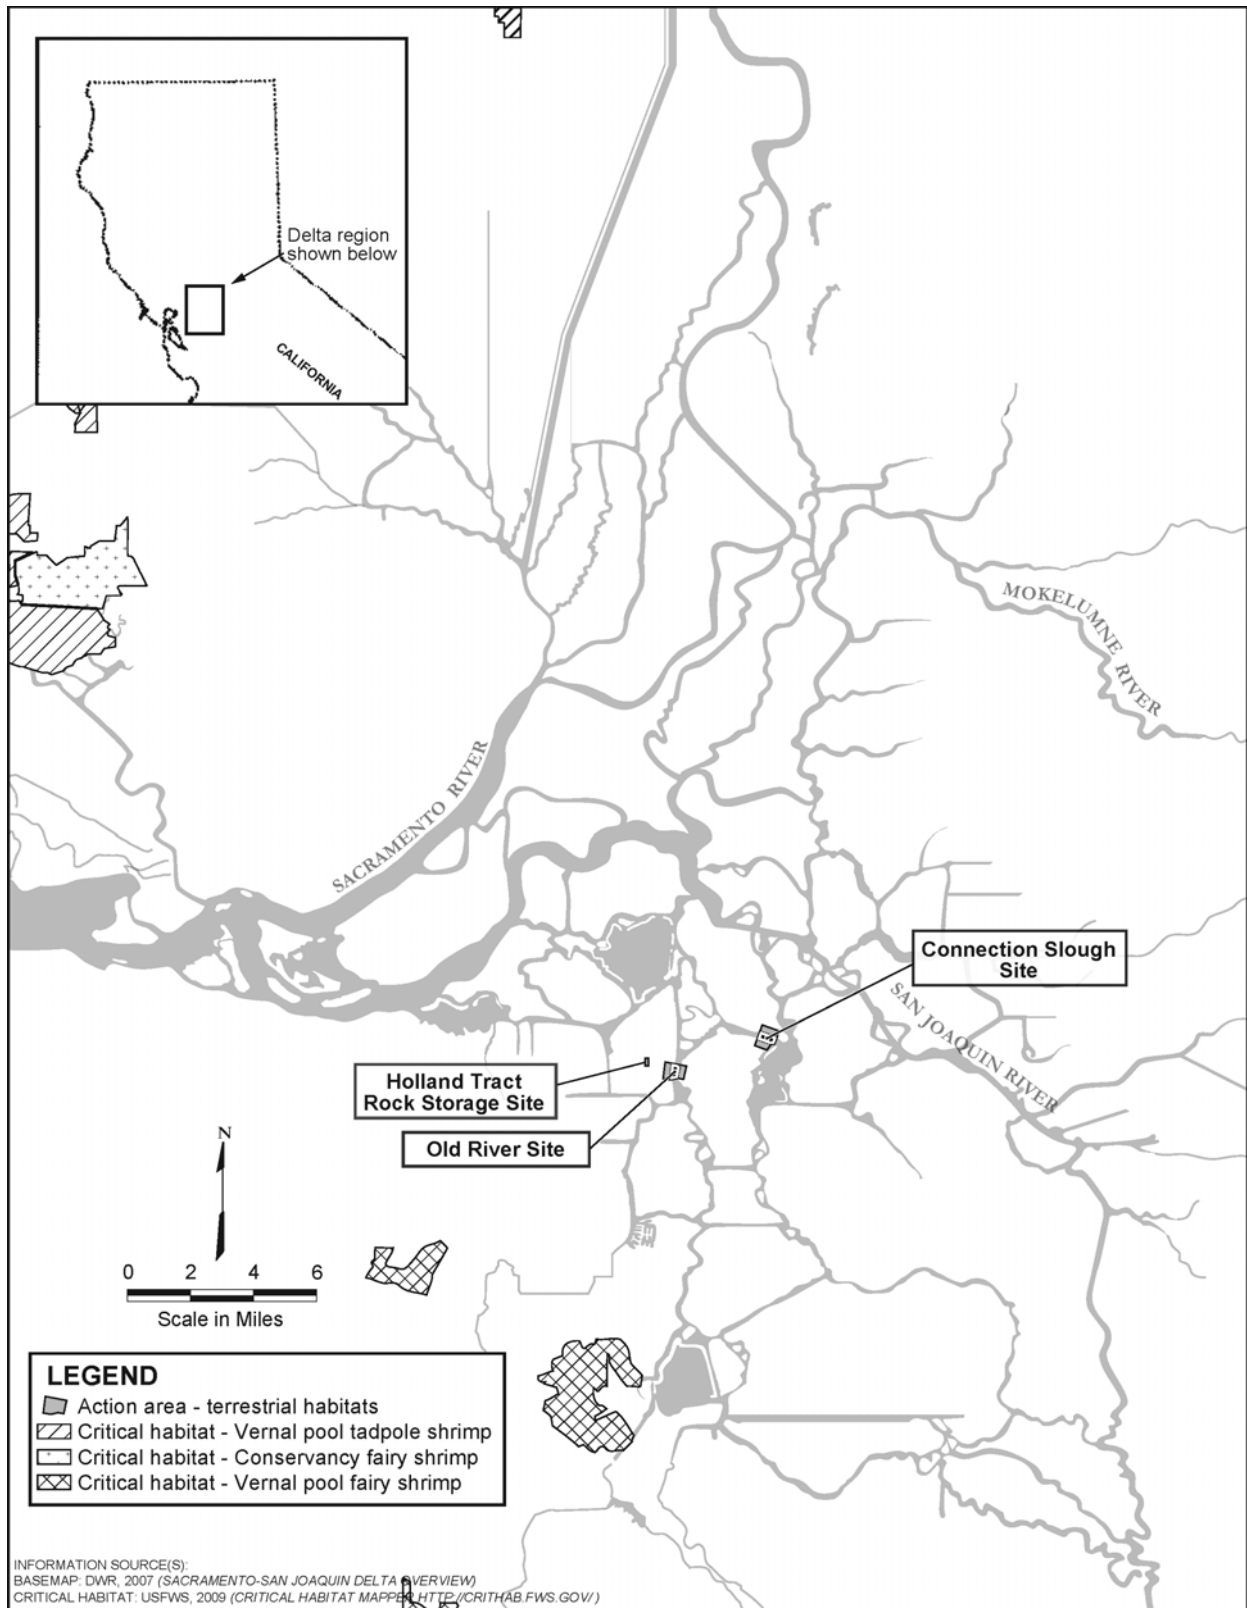 Delta region
shown below
CALIFORNIA
MOKELUMNE RIVER
SACRAMENTO RIVER
Connection Slough
Site
SAN JOAQUIN RIVER
Holland Tract
Rock Storage Site
Old River Site
N
0 2 4 6
Scale in Miles
LEGEND
Action area - terrestrial habitats
Critical habitat - Vernal pool tadpole shrimp
Critical habitat - Conservancy fairy shrimp
Critical habitat - Vernal pool fairy shrimp
INFORMATION SOURCE(S):
BASEMAP: DWR, 2007 (SACRAMENTO-SAN JOAQUIN DELTA OVERVIEW)
CRITICAL HABITAT: USFWS, 2009 (CRITICAL HABITAT MAPPER HTTP://CRITHAB.FWS.GOV/ )